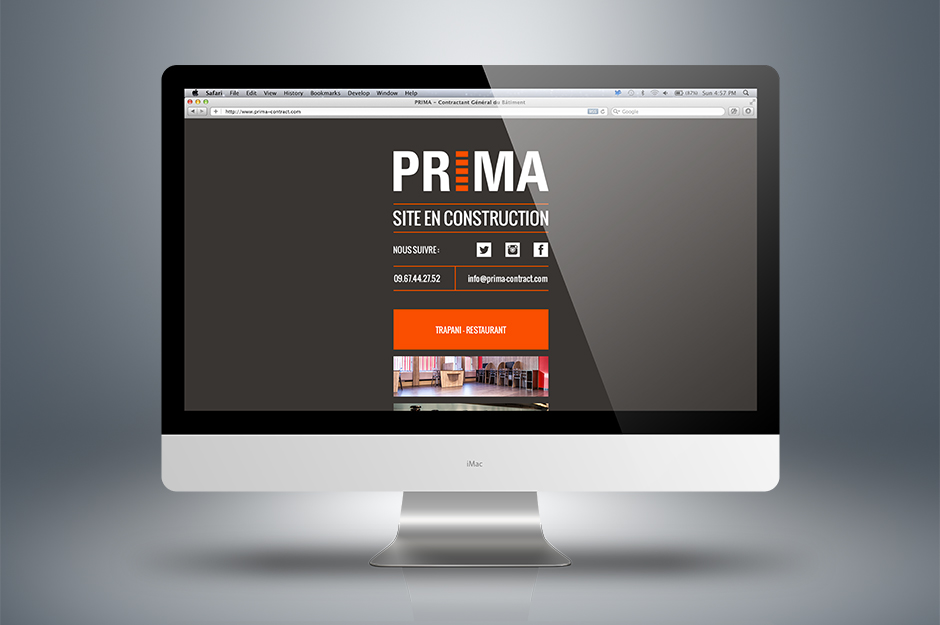 Safari File Edit View History Bookmarks Develop Window Help (87%) Sun 4:57 PM
PRIMA - Contractant Général du Bâtiment
http://www.prima-contract.com Google
PRIMA
SITE EN CONSTRUCTION
NOUS SUIVRE :
09.67.44.27.52 info@prima-contract.com
TRAPANI - RESTAURANT
iMac